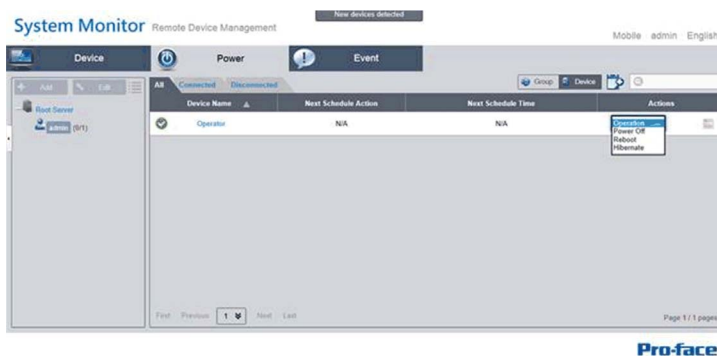 New devices detected
System Monitor Remote Device Management
Mobile admin English
Device Power Event
Add Edit
All Connected Disconnected
Group Device
Device Name Next Schedule Action Next Schedule Time Actions
Root Server
admin (0/1)
Operator N/A N/A Operation
Power Off
Reboot
Hibernate
First Previous 1 Next Last
Page 1 / 1 pages
Pro-face